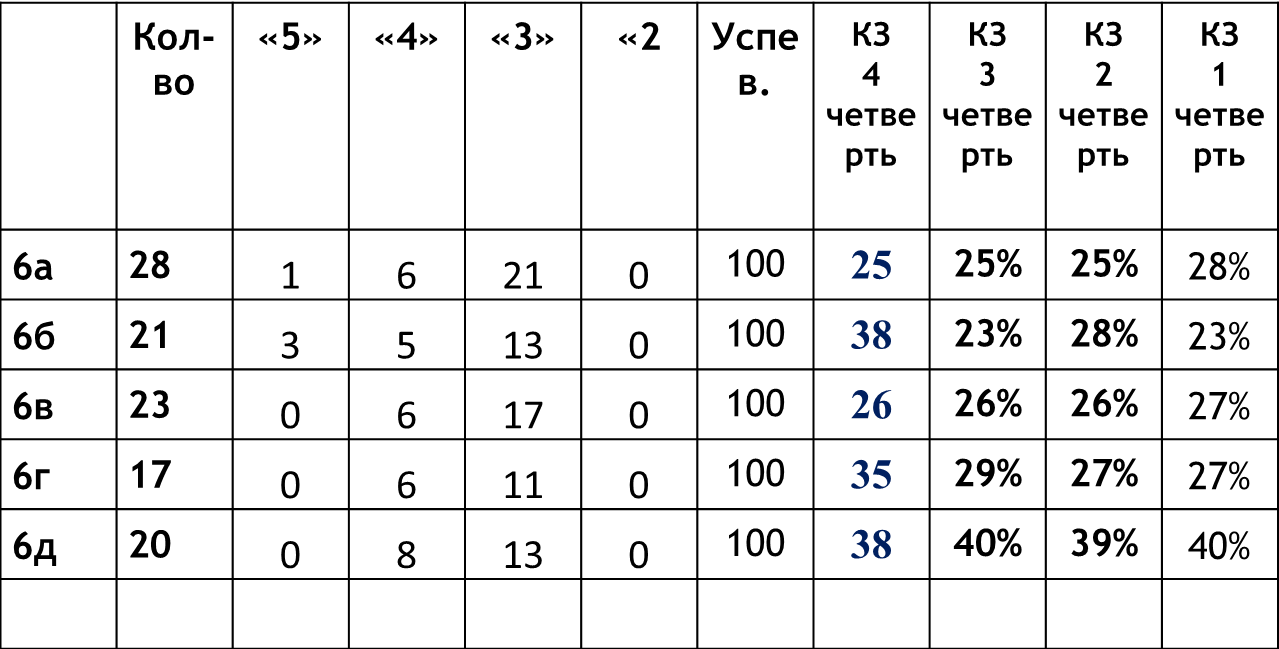 Кол-во «5» «4» «3» «2 Успев. КЗ 4 четверть КЗ 3 четверть КЗ 2 четверть КЗ 1 четверть
6а 28 1 6 21 0 100 25 25% 25% 28%
6б 21 3 5 13 0 100 38 23% 28% 23%
6в 23 0 6 17 0 100 26 26% 26% 27%
6г 17 0 6 11 0 100 35 29% 27% 27%
6д 20 0 8 13 0 100 38 40% 39% 40%